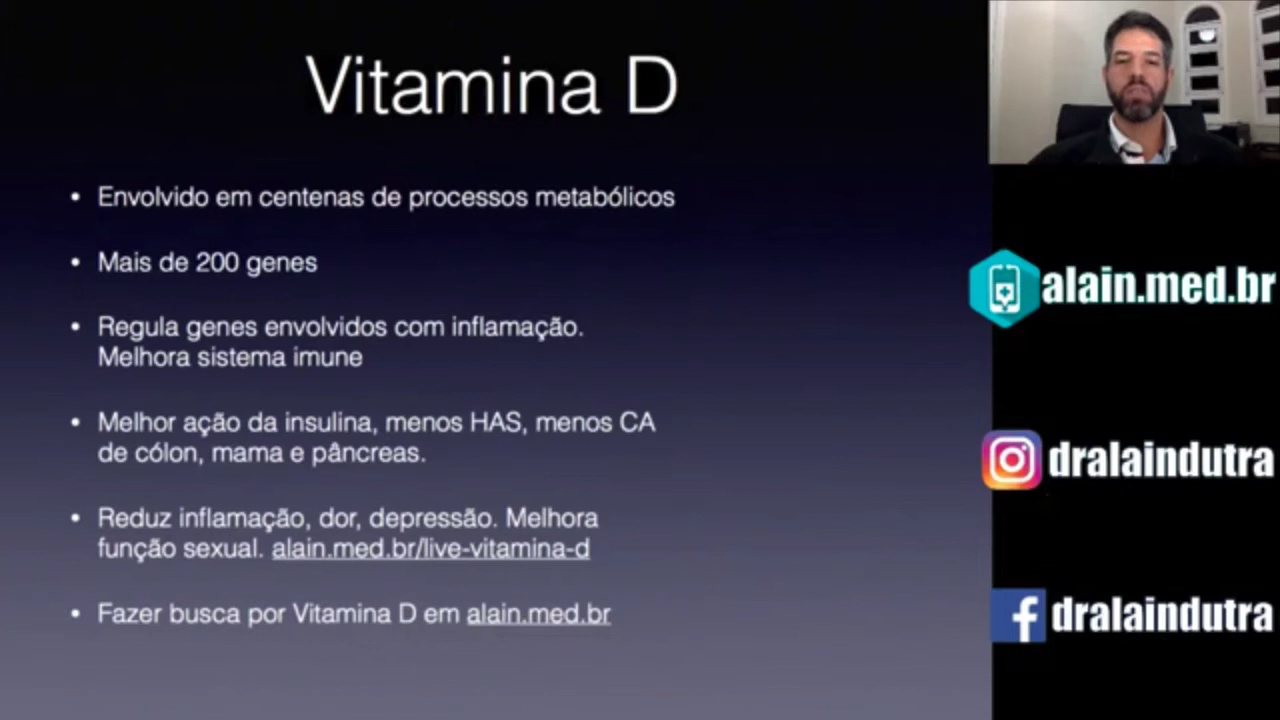 Vitamina D
• Envolvido em centenas de processos metabólicos
• Mais de 200 genes
• Regula genes envolvidos com inflamação.
Melhora sistema imune
• Melhor ação da insulina, menos HAS, menos CA
de cólon, mama e pâncreas.
• Reduz inflamação, dor, depressão. Melhora
função sexual. alain.med.br/live-vitamina-d
• Fazer busca por Vitamina D em alain.med.br
alain.med.br
dralaindutra
dralaindutra